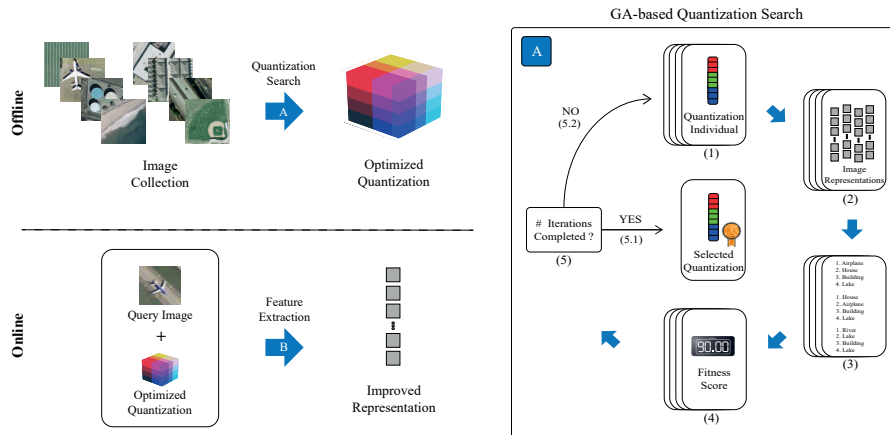 GA-based Quantization Search
Offline
Image
Collection
Quantization
Search
A
Optimized
Quantization
Online
Query Image
+
Optimized
Quantization
Feature
Extraction
B
Improved
Representation
A
NO
(5.2)
Quantization
Individual
(1)
Image
Representations
(2)
# Iterations
Completed ?
(5)
YES
(5.1)
Selected
Quantization
1. Airplane
2. House
3. Building
4. Lake
1. House
2. Airplane
3. Building
4. Lake
1. River
2. Lake
3. Building
4. Lake
(3)
90.00
Fitness
Score
(4)